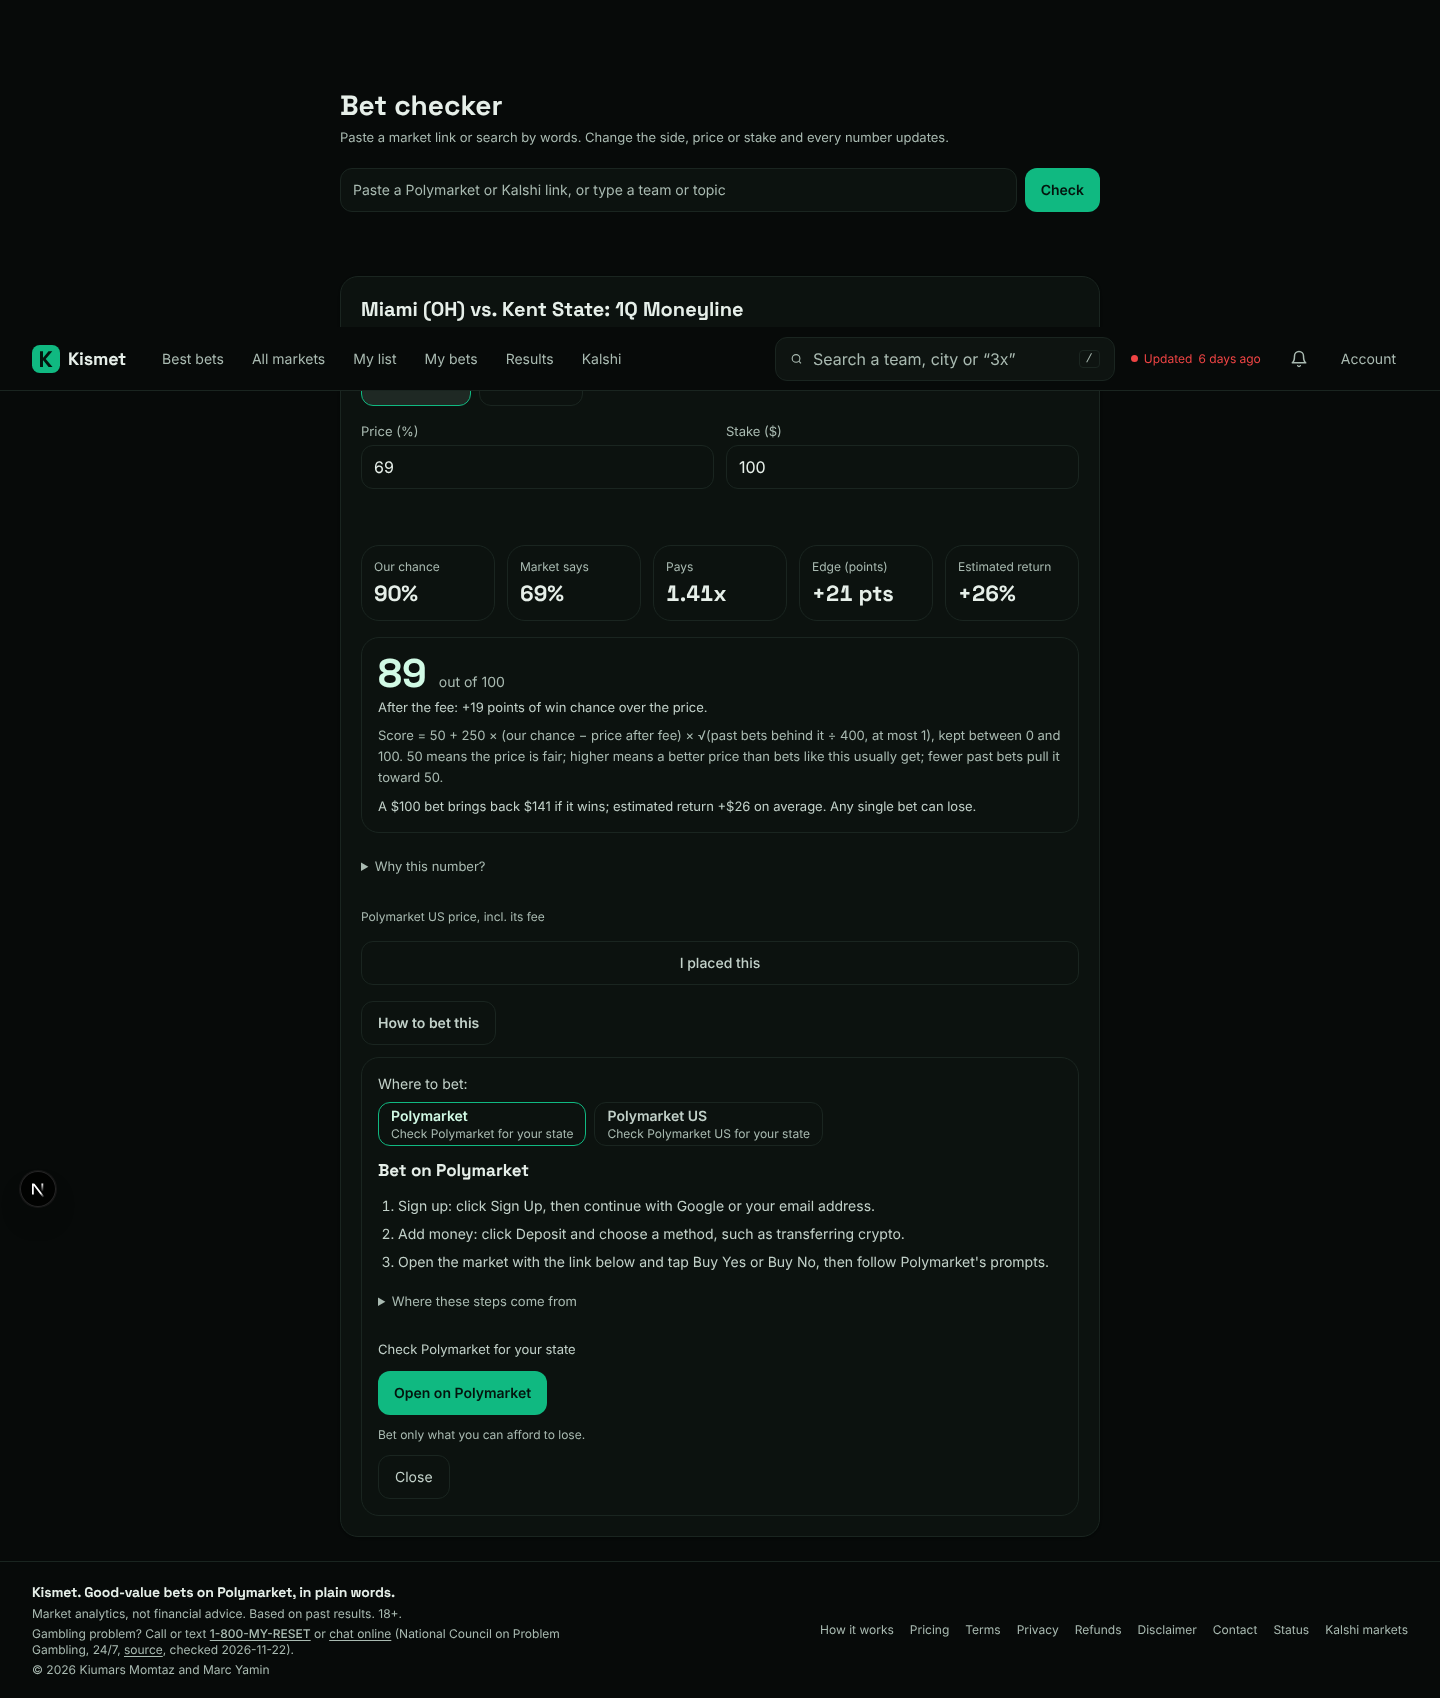 Bet checker
Paste a market link or search by words. Change the side, price or stake and every number updates.
Paste a Polymarket or Kalshi link, or type a team or topic
Check
Miami (OH) vs. Kent State: 1Q Moneyline
K Kismet
Best bets
All markets
My list
My bets
Results
Kalshi
Search a team, city or “3x”
/
Updated 6 days ago
Account
Price (%)
Stake ($)
69
100
Our chance
90%
Market says
69%
Pays
1.41x
Edge (points)
+21 pts
Estimated return
+26%
89 out of 100
After the fee: +19 points of win chance over the price.
Score = 50 + 250 × (our chance − price after fee) × √(past bets behind it ÷ 400, at most 1), kept between 0 and
100. 50 means the price is fair; higher means a better price than bets like this usually get; fewer past bets pull it
toward 50.
A $100 bet brings back $141 if it wins; estimated return +$26 on average. Any single bet can lose.
Why this number?
Polymarket US price, incl. its fee
I placed this
How to bet this
Where to bet:
Polymarket
Check Polymarket for your state
Polymarket US
Check Polymarket US for your state
Bet on Polymarket
1. Sign up: click Sign Up, then continue with Google or your email address.
2. Add money: click Deposit and choose a method, such as transferring crypto.
3. Open the market with the link below and tap Buy Yes or Buy No, then follow Polymarket's prompts.
Where these steps come from
Check Polymarket for your state
Open on Polymarket
Bet only what you can afford to lose.
Close
N
Kismet. Good-value bets on Polymarket, in plain words.
Market analytics, not financial advice. Based on past results. 18+.
Gambling problem? Call or text 1-800-MY-RESET or chat online (National Council on Problem
Gambling, 24/7, source, checked 2026-11-22).
© 2026 Kiumars Momtaz and Marc Yamin
How it works
Pricing
Terms
Privacy
Refunds
Disclaimer
Contact
Status
Kalshi markets